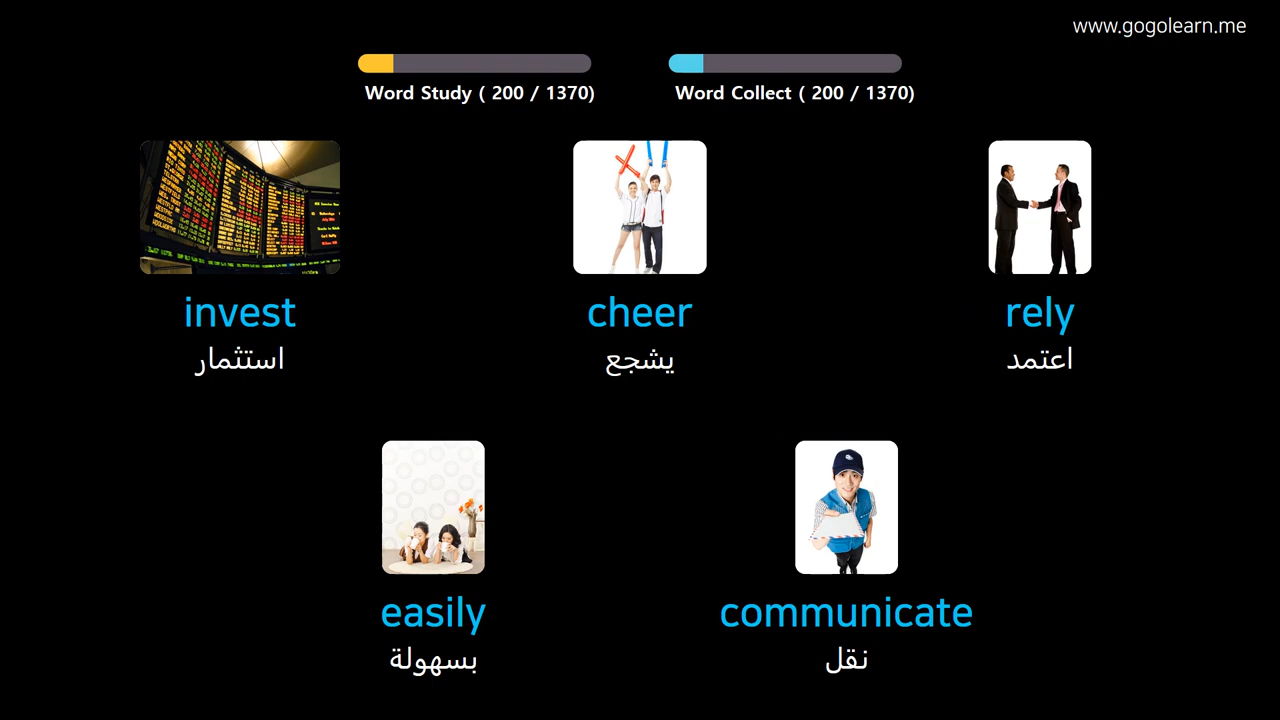 www.gogolearn.me
Word Study ( 200 / 1370)
Word Collect ( 200 / 1370)
invest
استثمار
cheer
يشجع
rely
اعتمد
easily
بسهولة
communicate
نقل